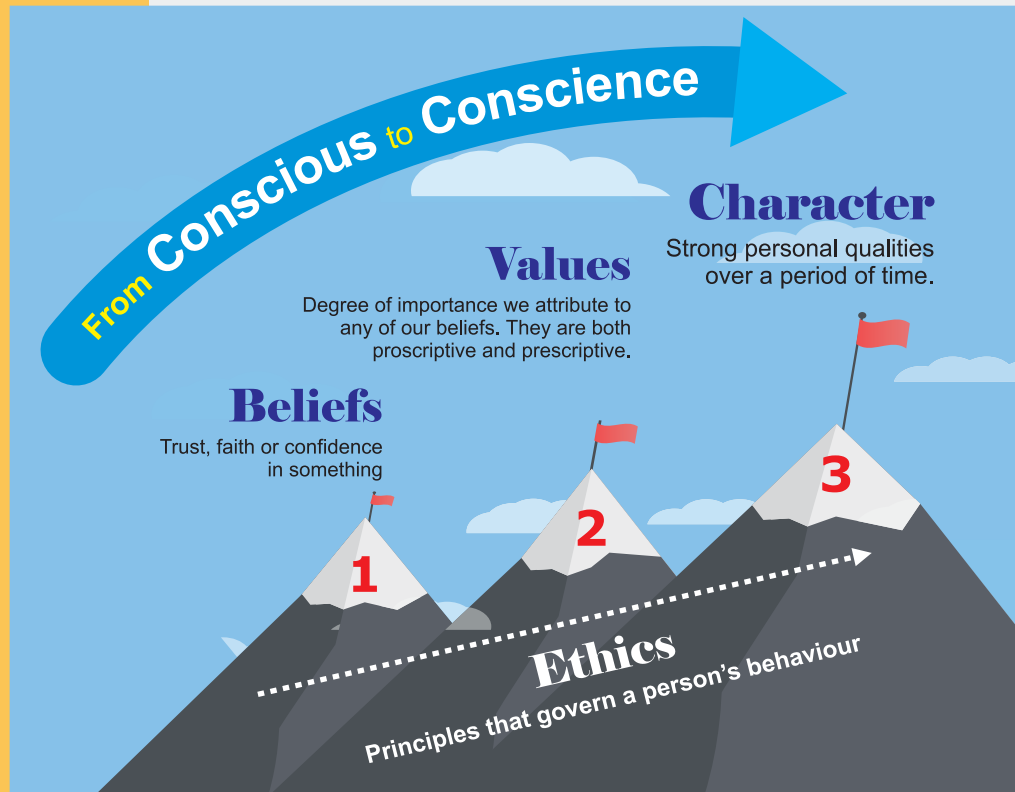 From Conscious to Conscience
Character
Strong personal qualities
over a period of time.
Values
Degree of importance we attribute to
any of our beliefs. They are both
proscriptive and prescriptive.
Beliefs
Trust, faith or confidence
in something
1
2
3
Ethics
Principles that govern a person's behaviour